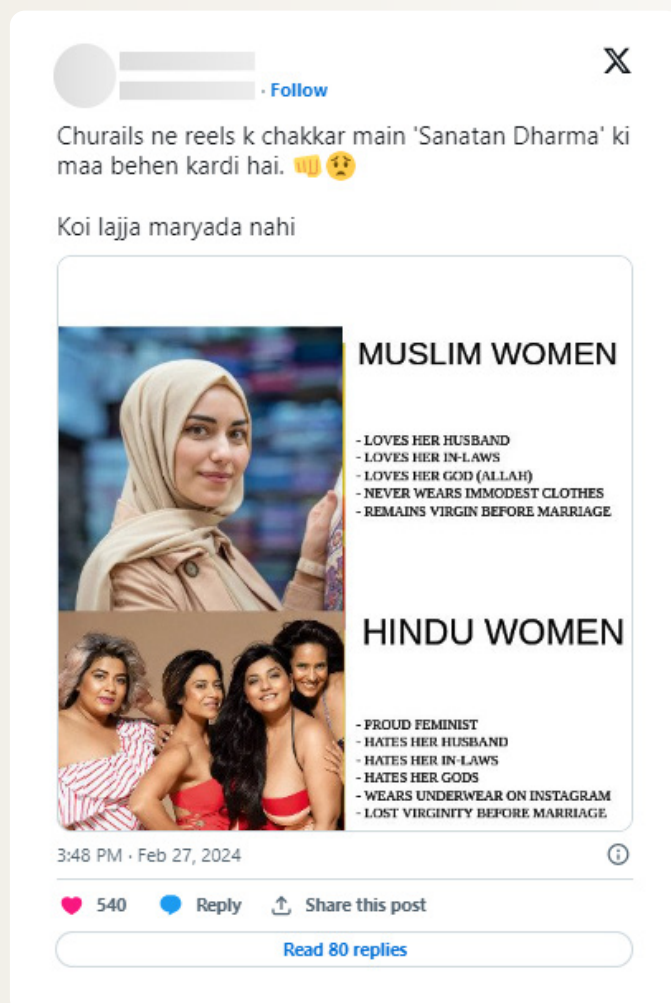 X
· Follow
Churails ne reels k chakkar main 'Sanatan Dharma' ki
maa behen kardi hai. 👊😟
Koi lajja maryada nahi
MUSLIM WOMEN
- LOVES HER HUSBAND
- LOVES HER IN-LAWS
- LOVES HER GOD (ALLAH)
- NEVER WEARS IMMODEST CLOTHES
- REMAINS VIRGIN BEFORE MARRIAGE
HINDU WOMEN
- PROUD FEMINIST
- HATES HER HUSBAND
- HATES HER IN-LAWS
- HATES HER GODS
- WEARS UNDERWEAR ON INSTAGRAM
- LOST VIRGINITY BEFORE MARRIAGE
3:48 PM · Feb 27, 2024
540 Reply Share this post
Read 80 replies